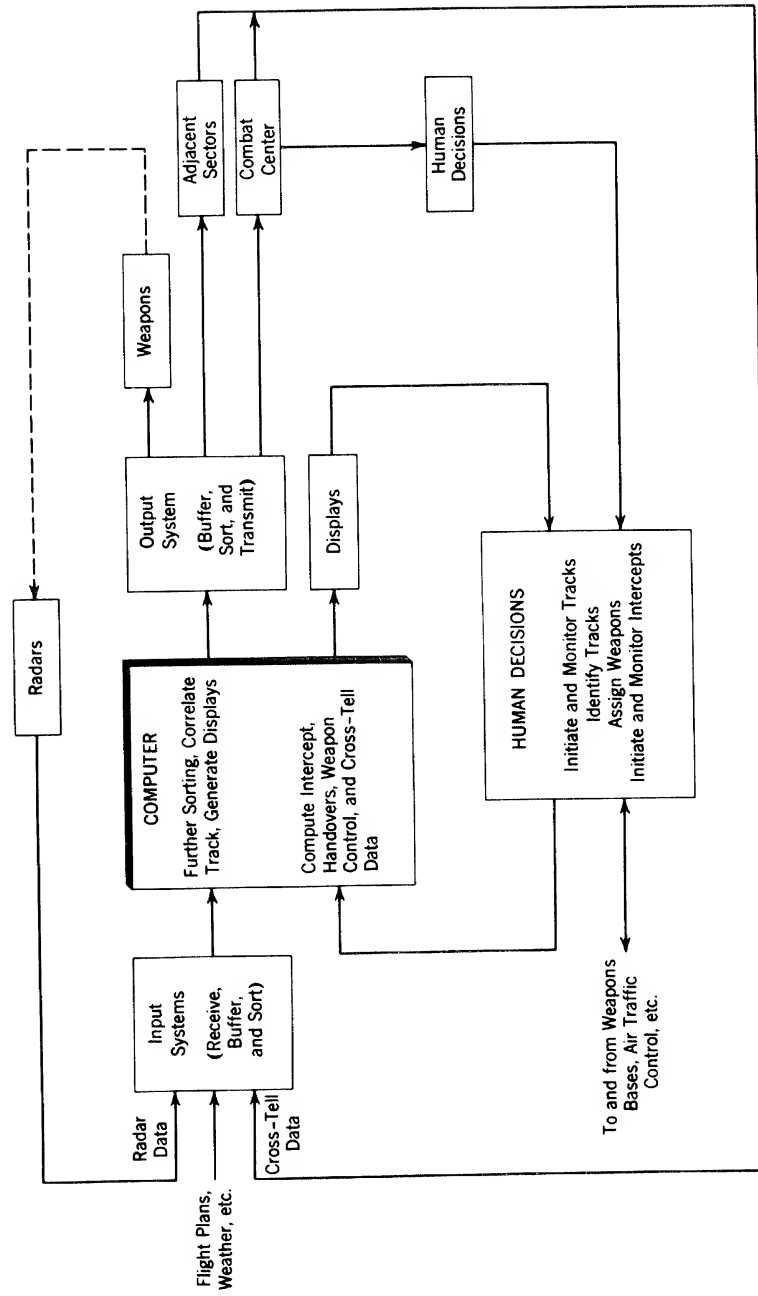 Radars
Weapons
Adjacent
Sectors
Combat
Center
Human
Decisions
Output
System
(Buffer,
Sort, and
Transmit)
Displays
COMPUTER
Further Sorting, Correlate
Track, Generate Displays
Compute Intercept,
Handovers, Weapon
Control, and Cross-Tell
Data
Input
Systems
(Receive,
Buffer,
and Sort)
Radar
Data
Flight Plans,
Weather, etc.
Cross-Tell
Data
HUMAN DECISIONS
Initiate and Monitor Tracks
Identify Tracks
Assign Weapons
Initiate and Monitor Intercepts
To and from Weapons
Bases, Air Traffic
Control, etc.